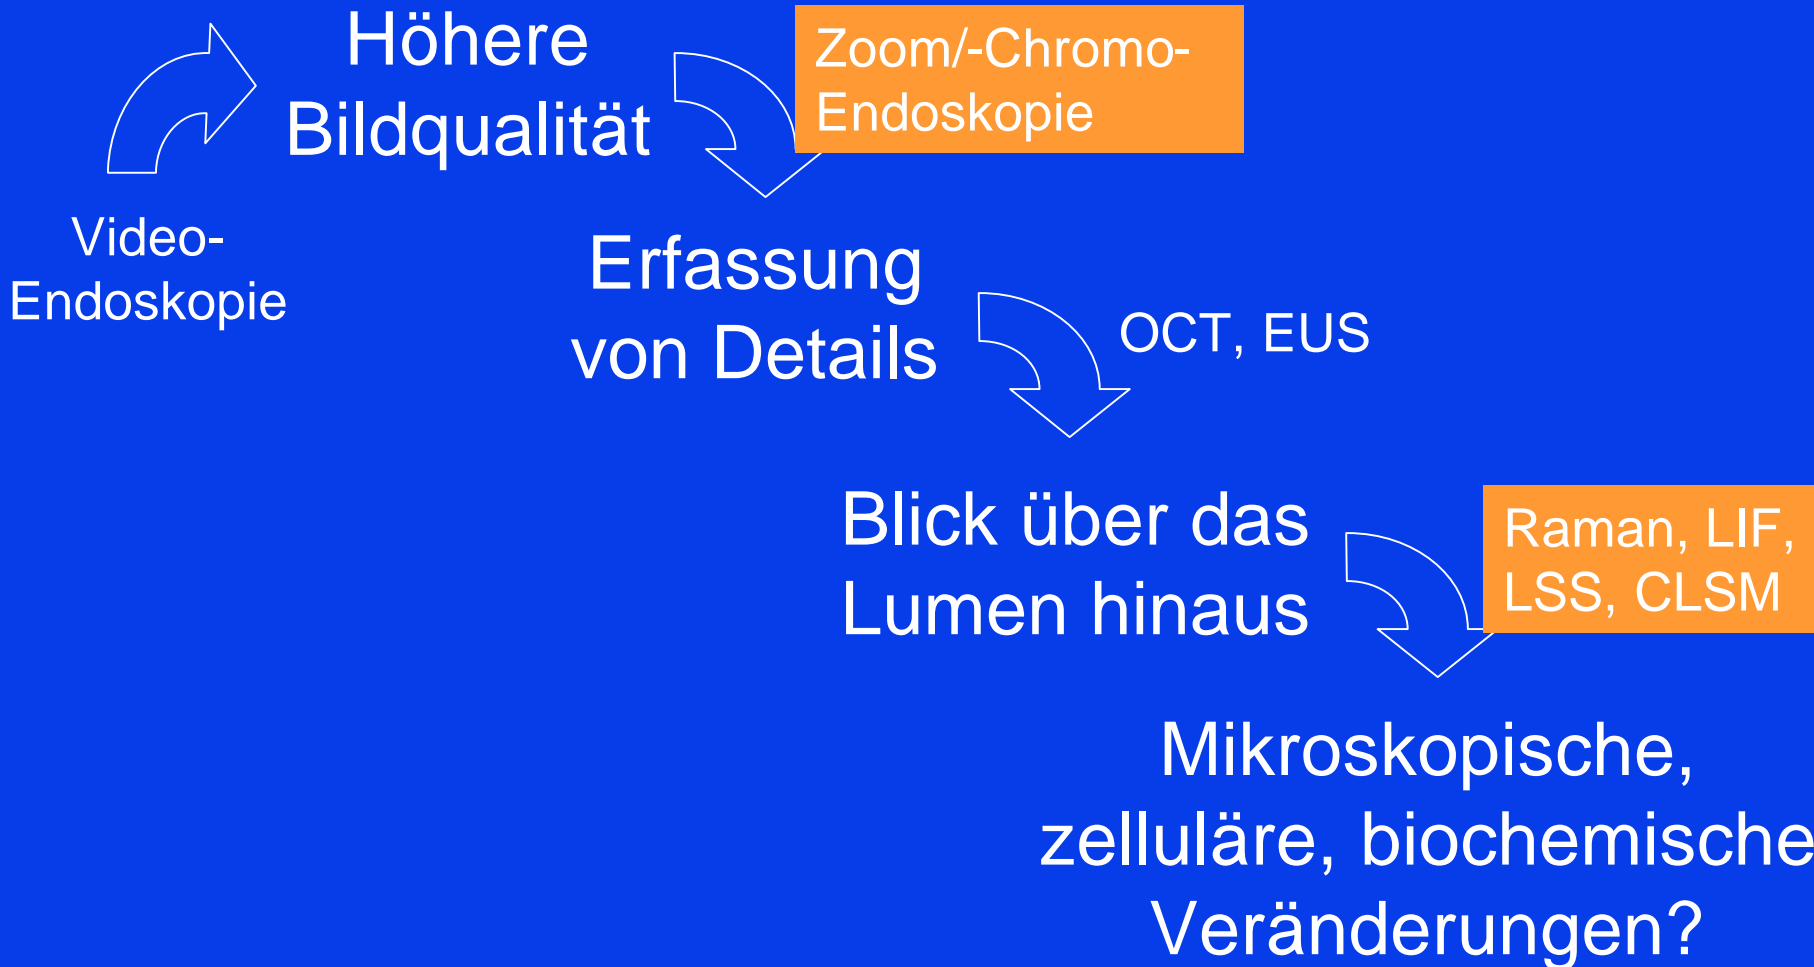 Höhere
Bildqualität
Zoom/-Chromo-
Endoskopie
Video-
Endoskopie
Erfassung
von Details
OCT, EUS
Blick über das
Lumen hinaus
Raman, LIF,
LSS, CLSM
Mikroskopische,
zelluläre, biochemische
Veränderungen?